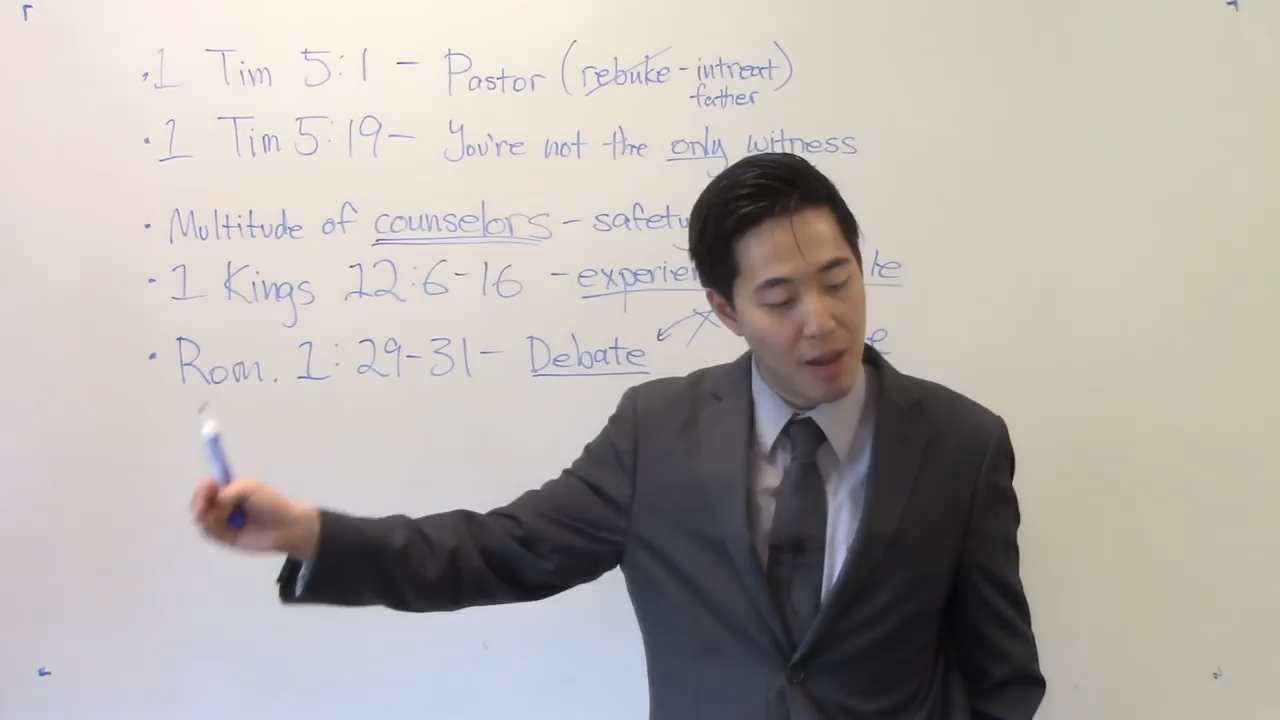 · 1 Tim 5:1 - Pastor (rebuke - intreat)
father
· 1 Tim 5:19 - You're not the only witness
· Multitude of counselors - safety
· 1 Kings 22:6-16 -
· Rom. 1:29-31 - Debate